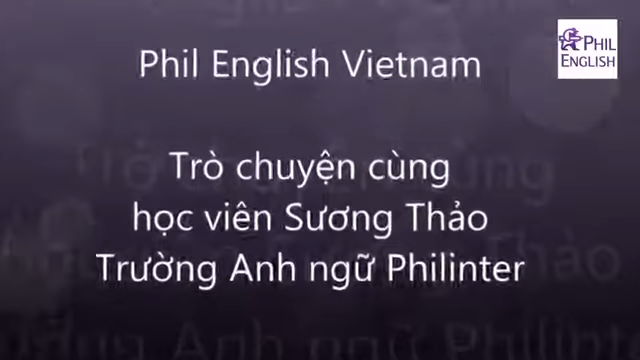 Phil English Vietnam
PHIL
ENGLISH
Trò chuyện cùng
học viên Sương Thảo
Trường Anh ngữ Philinter